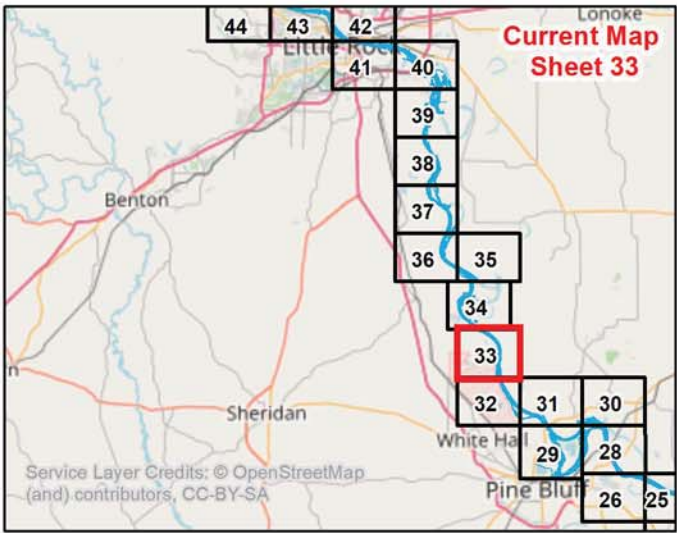 44 43 42
Lonoke
Little Rock
Current Map
Sheet 33
41 40
39
38
Benton
37
36 35
34
33
n
32 31 30
Sheridan
White Hall
29 28
Service Layer Credits: © OpenStreetMap
(and) contributors, CC-BY-SA
Pine Bluff
26 25